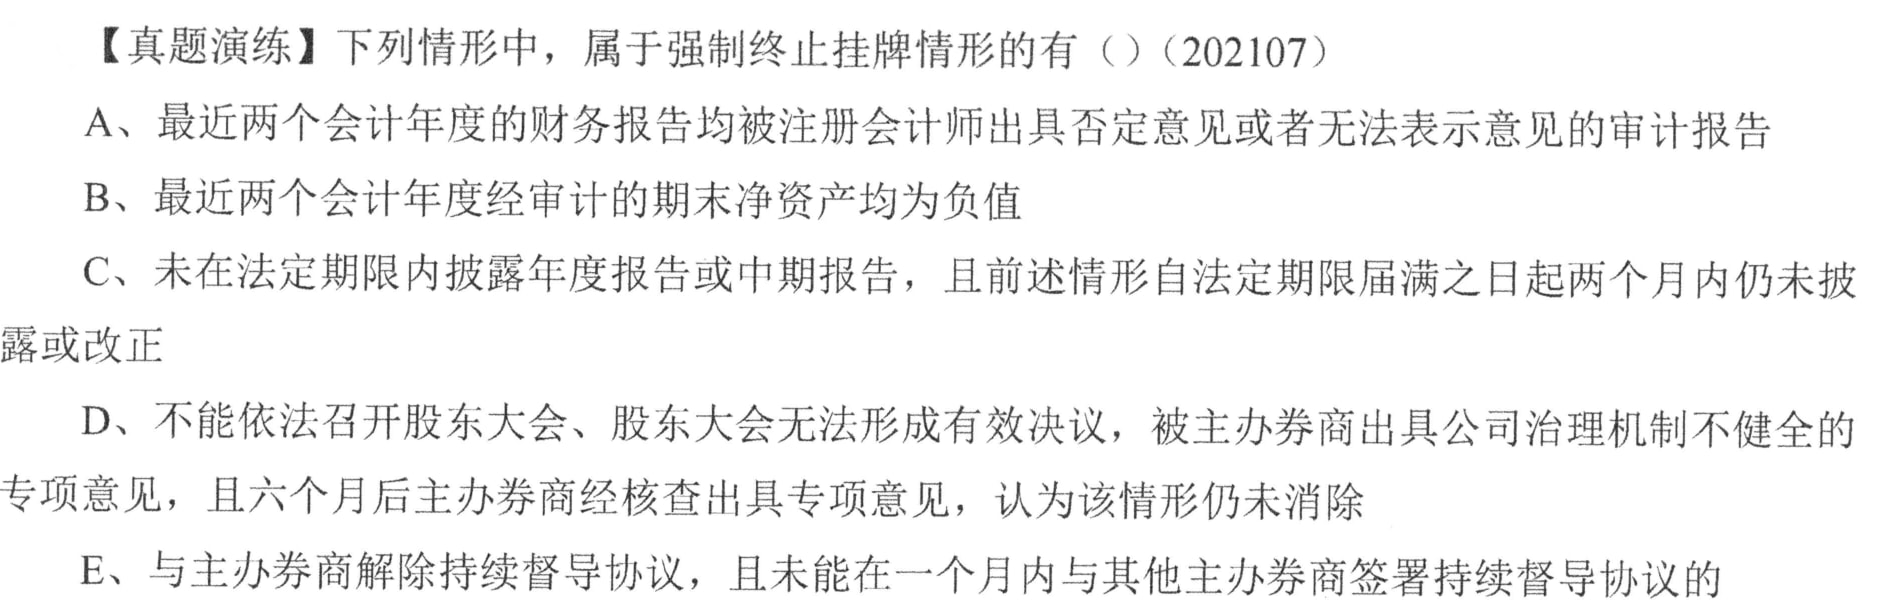 【真题演练】下列情形中，属于强制终止挂牌情形的有（）（202107）
A、最近两个会计年度的财务报告均被注册会计师出具否定意见或者无法表示意见的审计报告
B、最近两个会计年度经审计的期末净资产均为负值
C、未在法定期限内披露年度报告或中期报告，且前述情形自法定期限届满之日起两个月内仍未披
露或改正
D、不能依法召开股东大会、股东大会无法形成有效决议，被主办券商出具公司治理机制不健全的
专项意见，且六个月后主办券商经核查出具专项意见，认为该情形仍未消除
E、与主办券商解除持续督导协议，且未能在一个月内与其他主办券商签署持续督导协议的